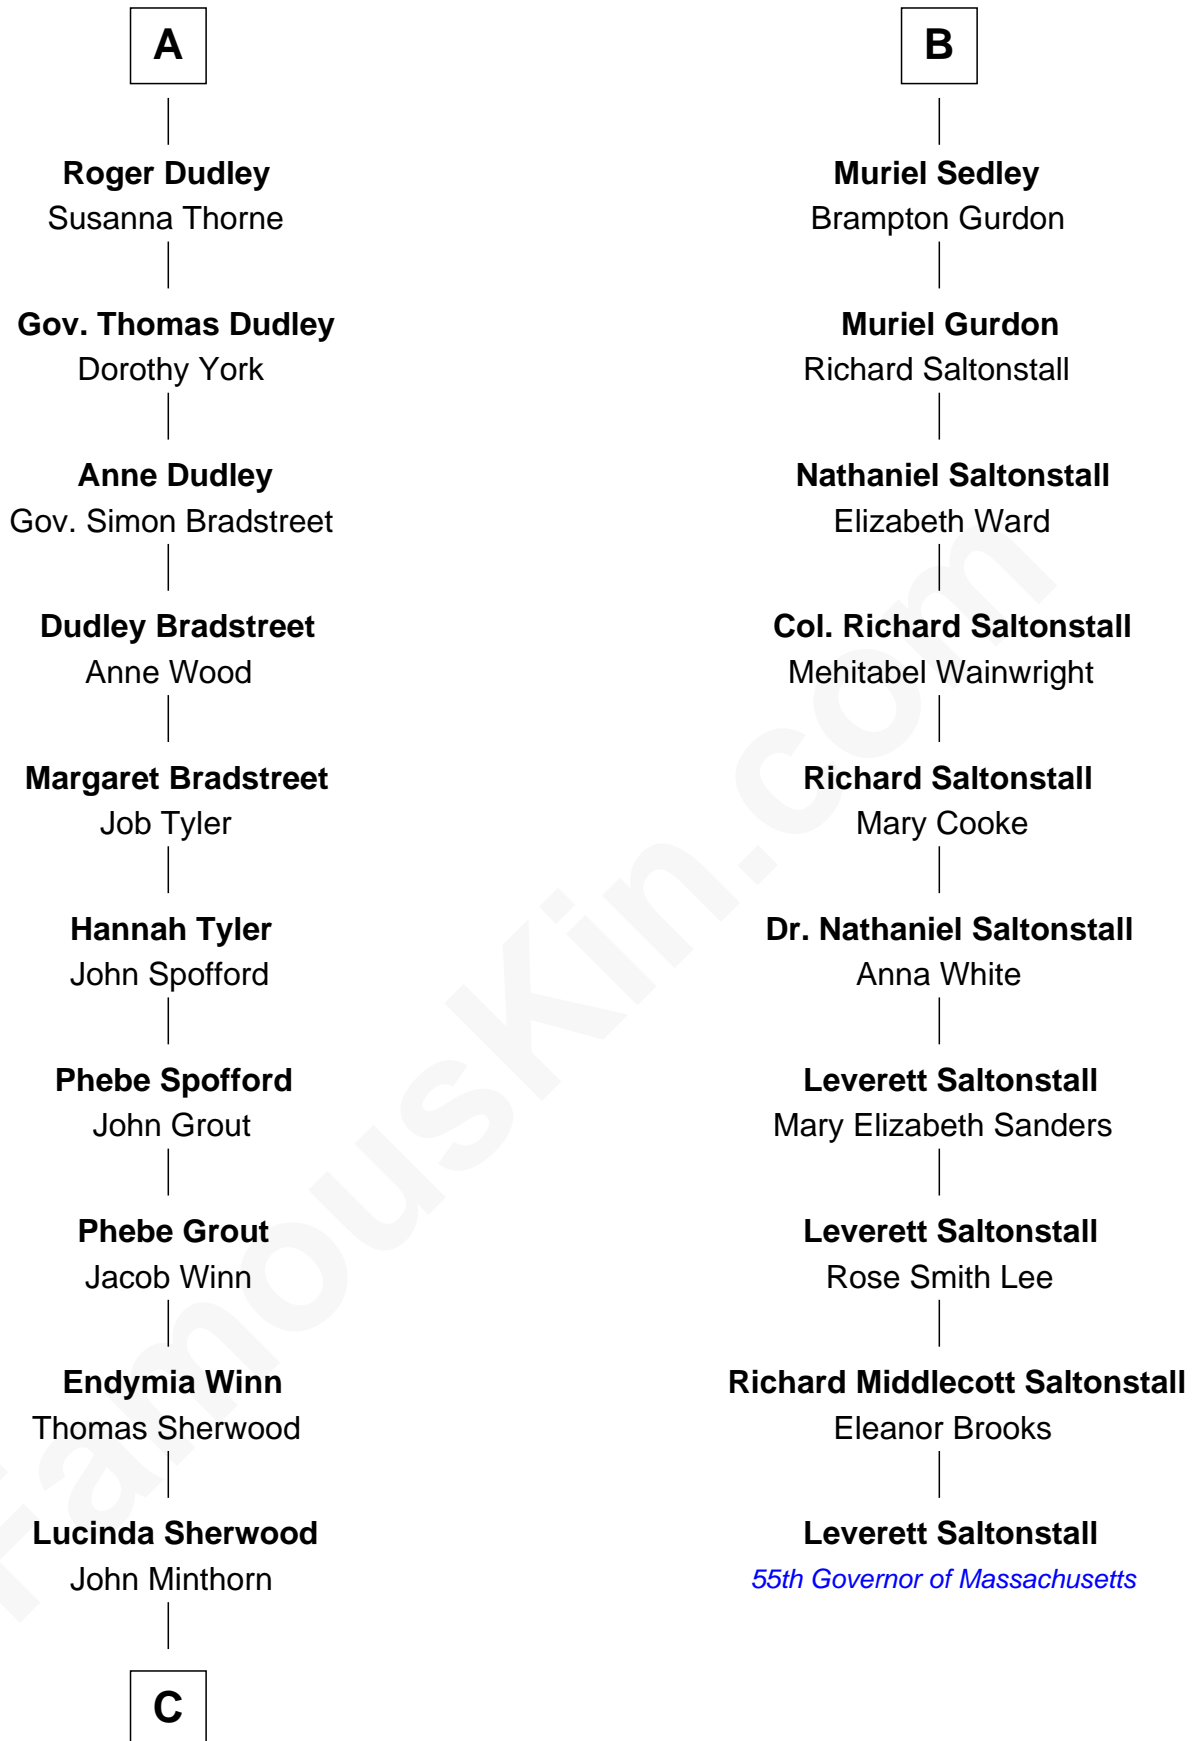 A
Roger Dudley
Susanna Thorne
Gov. Thomas Dudley
Dorothy York
Anne Dudley
Gov. Simon Bradstreet
Dudley Bradstreet
Anne Wood
Margaret Bradstreet
Job Tyler
Hannah Tyler
John Spofford
Phebe Spofford
John Grout
Phebe Grout
Jacob Winn
Endymia Winn
Thomas Sherwood
Lucinda Sherwood
John Minthorn
C
B
Muriel Sedley
Brampton Gurdon
Muriel Gurdon
Richard Saltonstall
Nathaniel Saltonstall
Elizabeth Ward
Col. Richard Saltonstall
Mehitabel Wainwright
Richard Saltonstall
Mary Cooke
Dr. Nathaniel Saltonstall
Anna White
Leverett Saltonstall
Mary Elizabeth Sanders
Leverett Saltonstall
Rose Smith Lee
Richard Middlecott Saltonstall
Eleanor Brooks
Leverett Saltonstall
55th Governor of Massachusetts
FamousKin.com